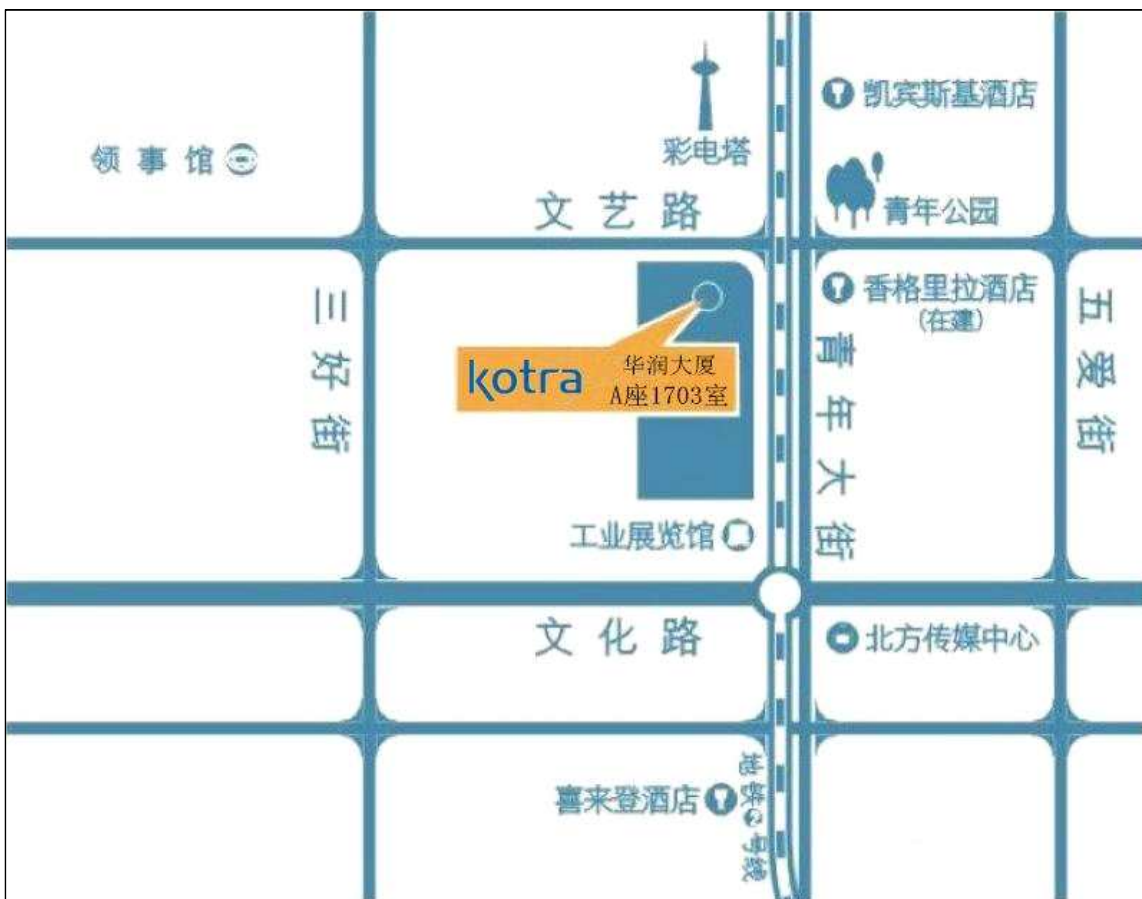 凯宾斯基酒店
彩电塔
领事馆
文艺路
青年公园
香格里拉酒店
(在建)
三好街
五爱街
kotra
华润大厦
A座1703室
青年大街
工业展览馆
文化路
北方传媒中心
喜来登酒店
地铁2号线